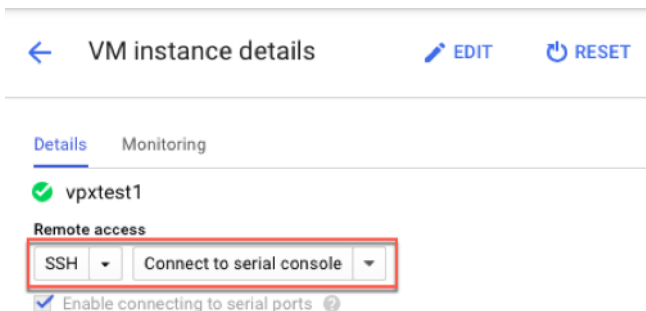 VM instance details EDIT RESET
Details Monitoring
vpxtest1
Remote access
SSH Connect to serial console
Enable connecting to serial ports ?